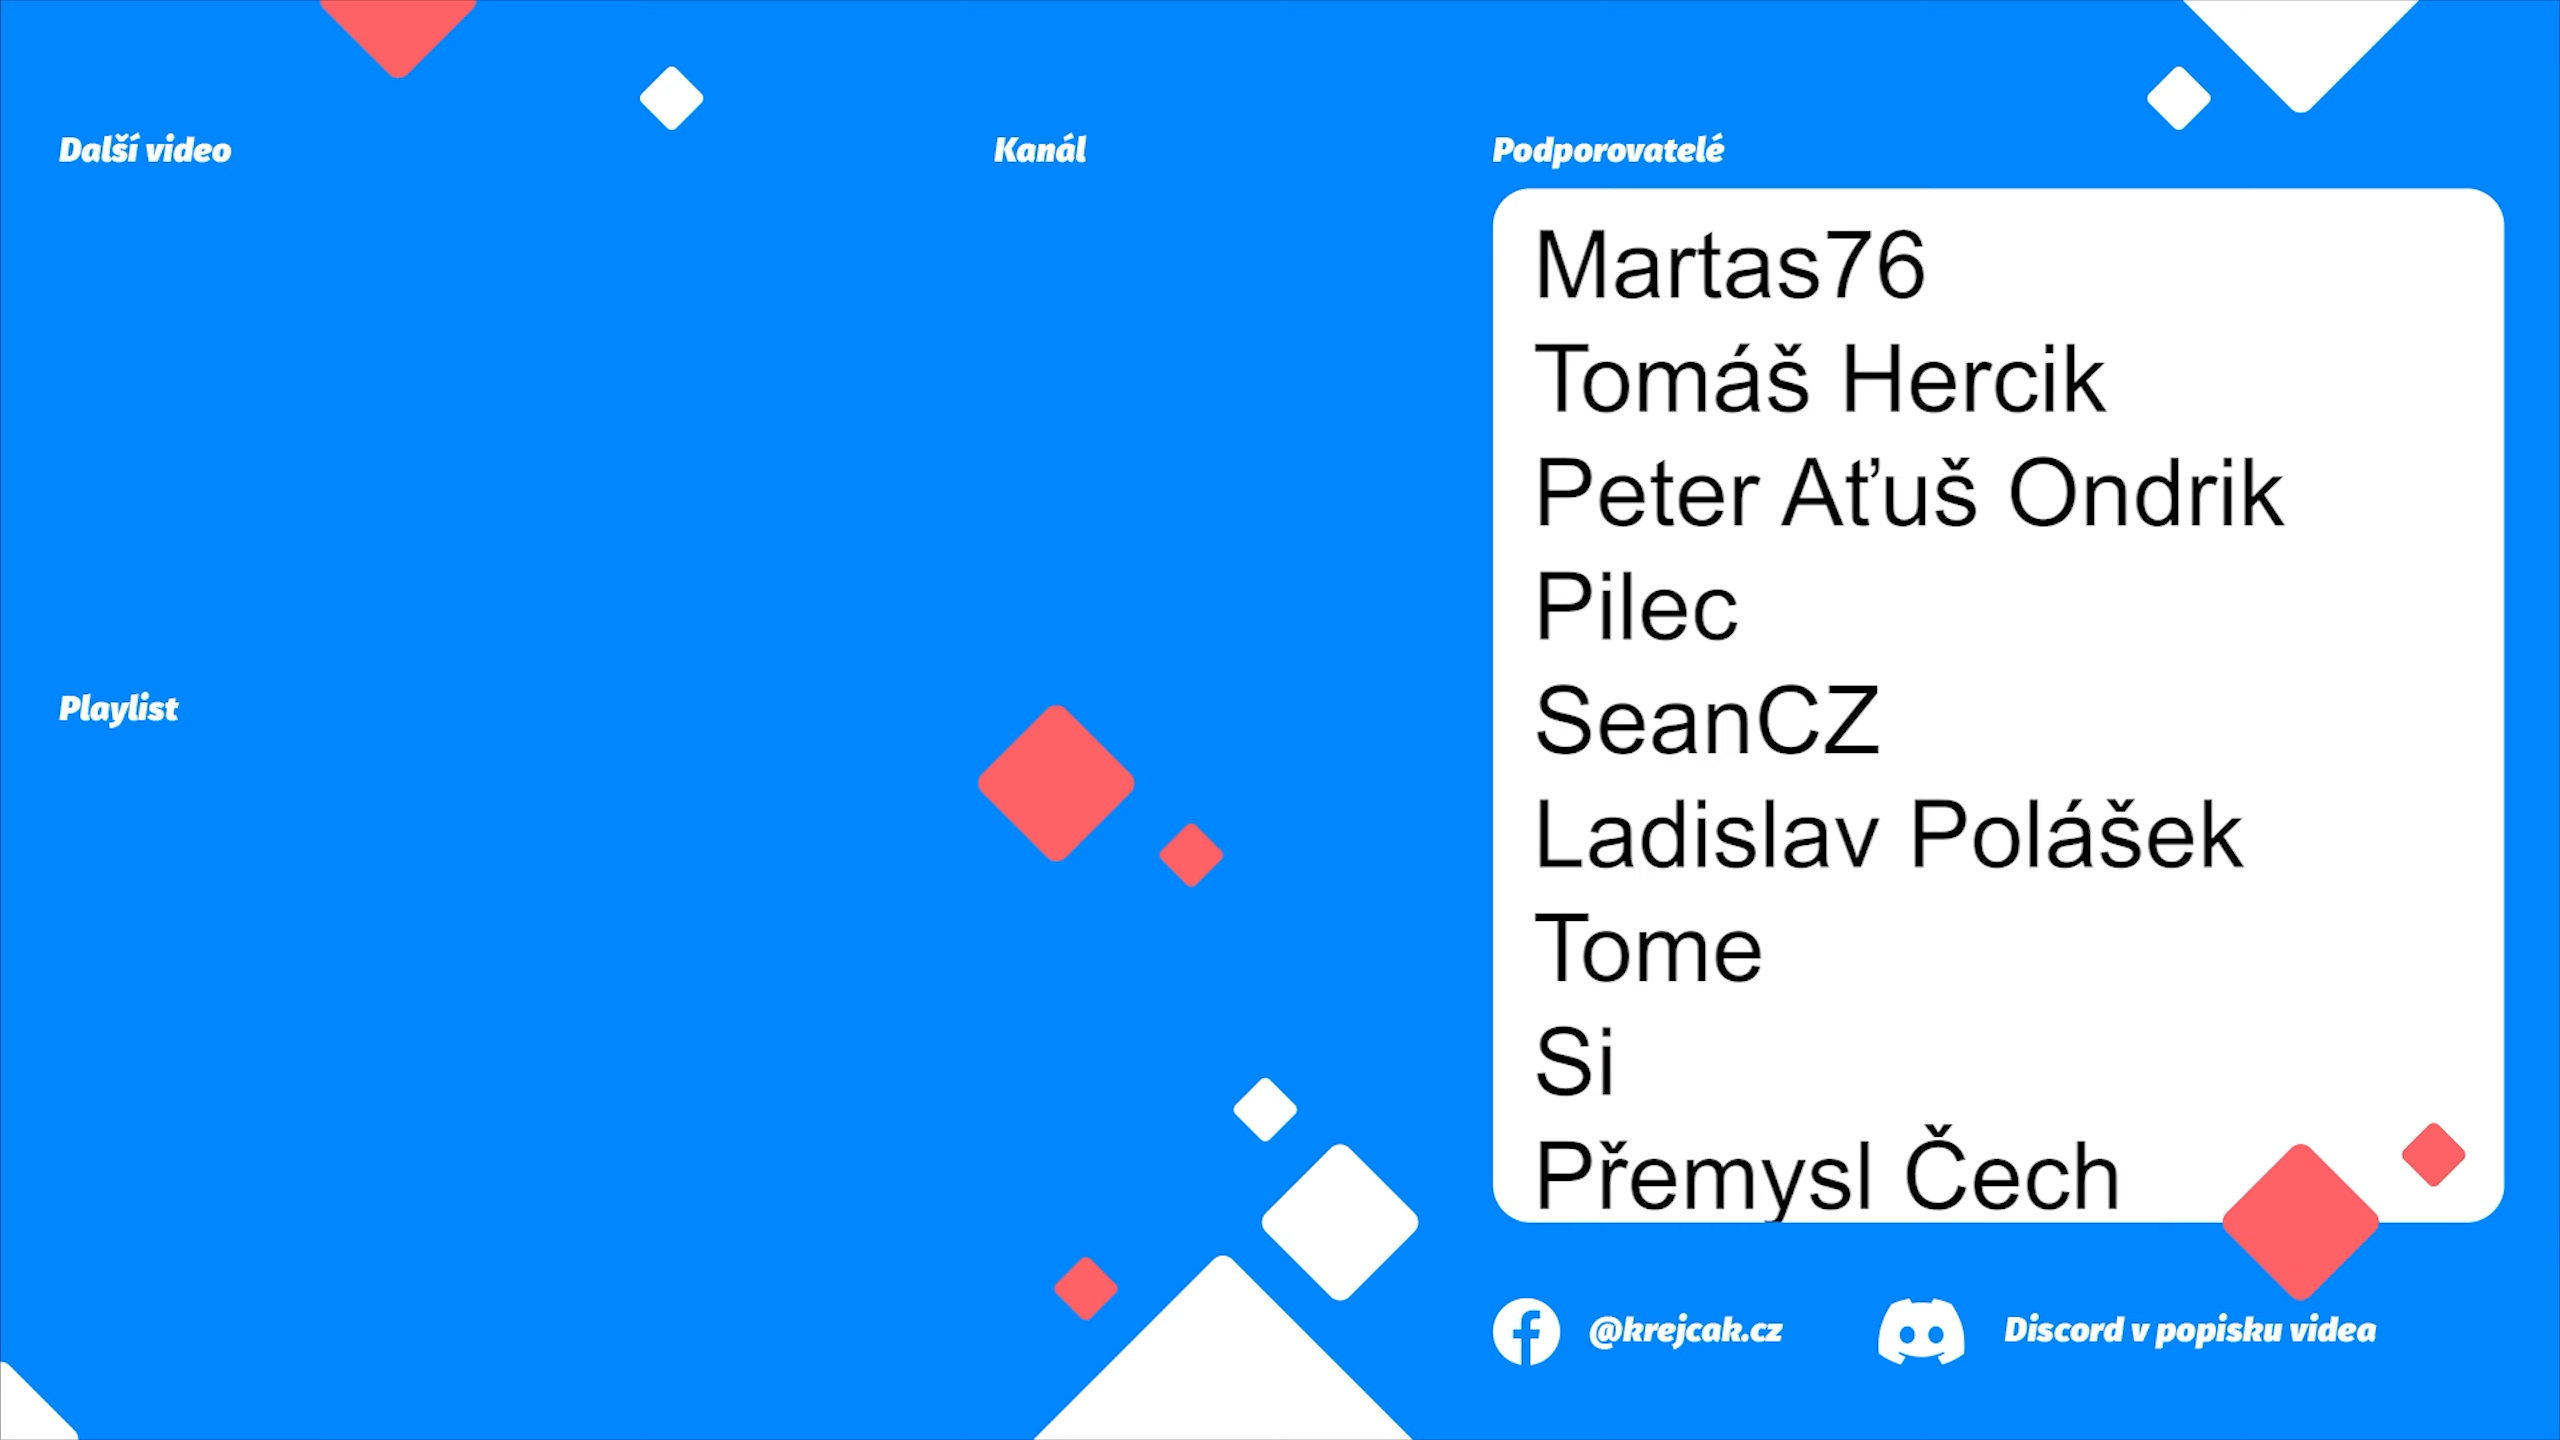 Další video
Kanál
Podporovatelé
Martas76
Tomáš Hercik
Peter Aťuš Ondrik
Pilec
SeanCZ
Ladislav Polášek
Tome
Si
Přemysl Čech
Playlist
@krejcak.cz
Discord v popisku videa